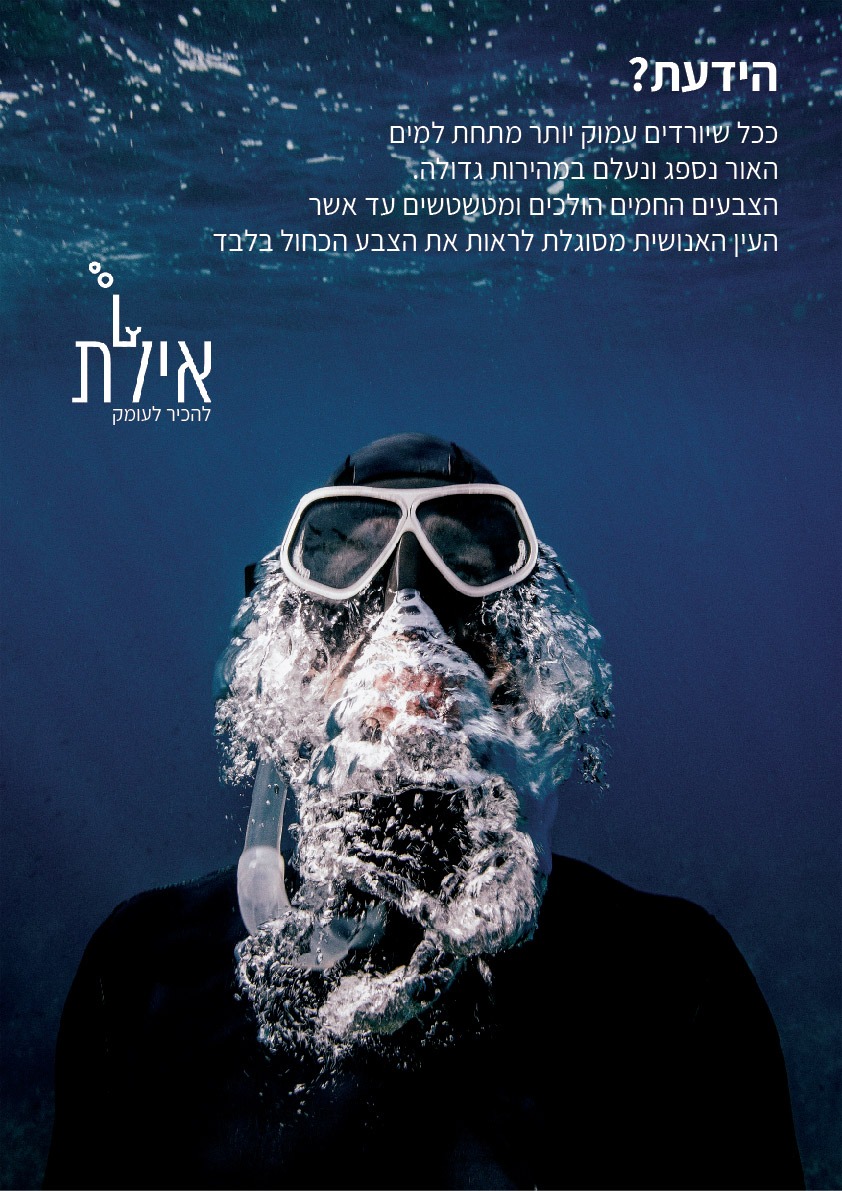 הידעת?
ככל שיורדים עמוק יותר מתחת למים
האור נספג ונעלם במהירות גדולה.
הצבעים החמים הולכים ומטשטשים עד אשר
העין האנושית מסוגלת לראות את הצבע הכחול בלבד
אילת
להכיר לעומק